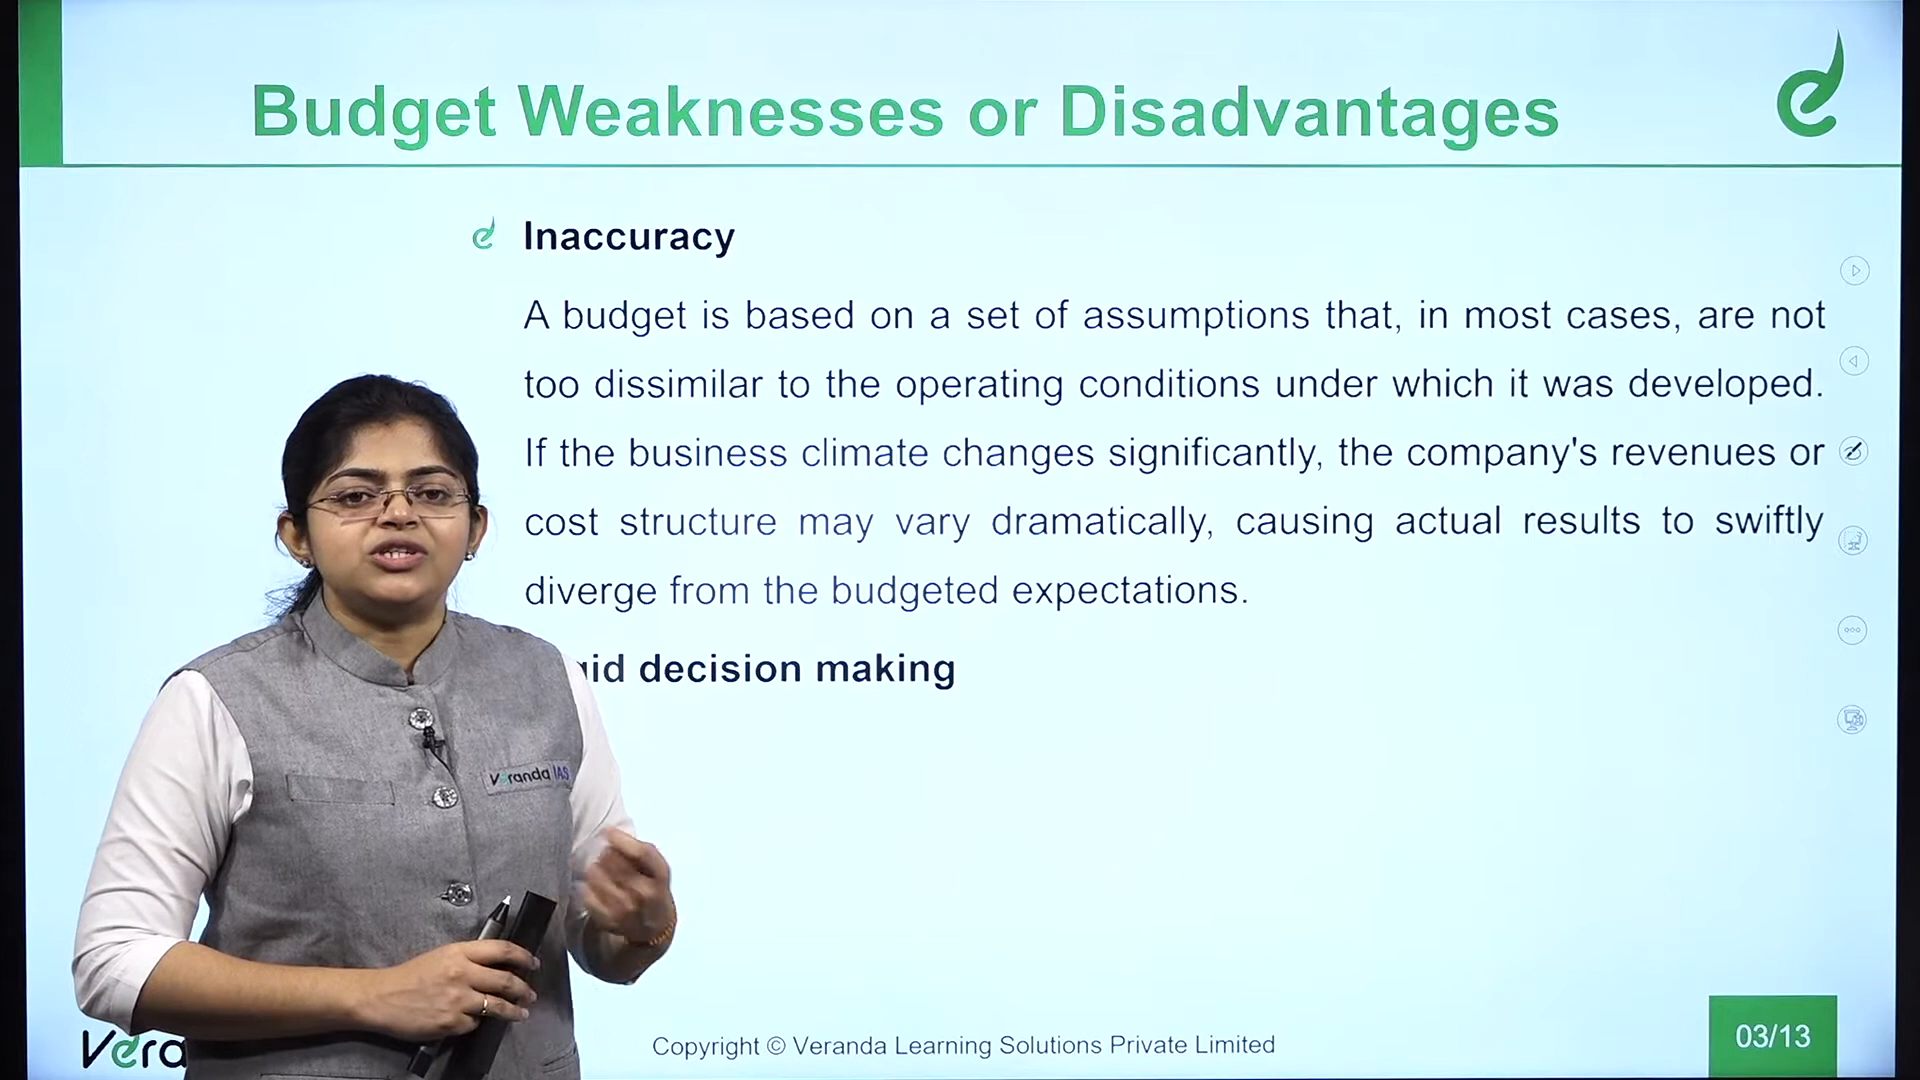 Budget Weaknesses or Disadvantages
Inaccuracy
A budget is based on a set of assumptions that, in most cases, are not
too dissimilar to the operating conditions under which it was developed.
If the business climate changes significantly, the company's revenues or
cost structure may vary dramatically, causing actual results to swiftly
diverge from the budgeted expectations.
decision making
Veranda IAS
Copyright © Veranda Learning Solutions Private Limited
03/13